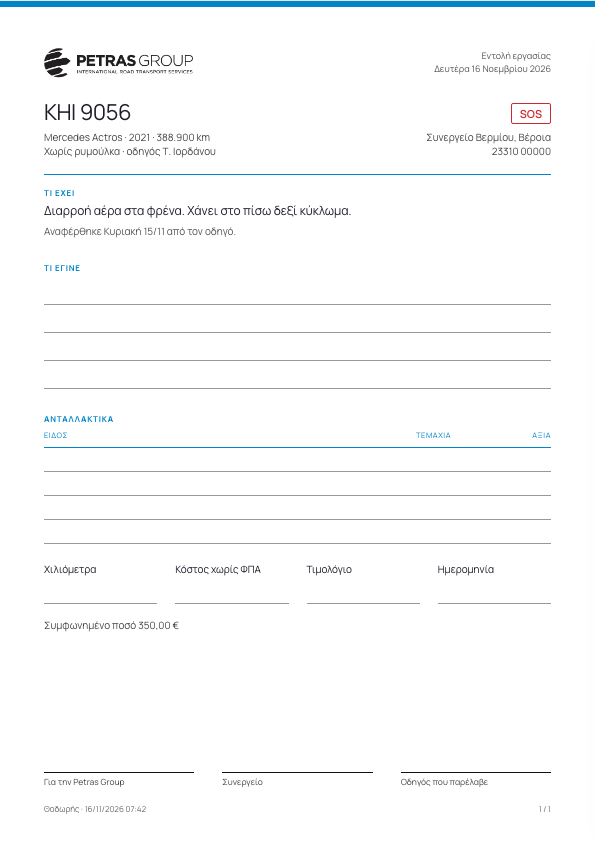 PETRAS GROUP
INTERNATIONAL ROAD TRANSPORT SERVICES
Εντολή εργασίας
Δευτέρα 16 Νοεμβρίου 2026
KHI 9056
SOS
Mercedes Actros · 2021 · 388.900 km
Χωρίς ρυμούλκα · οδηγός Τ. Ιορδάνου
Συνεργείο Βερμίου, Βέροια
23310 00000
ΤΙ ΕΧΕΙ
Διαρροή αέρα στα φρένα. Χάνει στο πίσω δεξί κύκλωμα.
Αναφέρθηκε Κυριακή 15/11 από τον οδηγό.
ΤΙ ΕΓΙΝΕ
ΑΝΤΑΛΛΑΚΤΙΚΑ
ΕΙΔΟΣ ΤΕΜΑΧΙΑ ΑΞΙΑ
Χιλιόμετρα Κόστος χωρίς ΦΠΑ Τιμολόγιο Ημερομηνία
Συμφωνημένο ποσό 350,00 €
Για την Petras Group Συνεργείο Οδηγός που παρέλαβε
Θοδωρής · 16/11/2026 07:42 1 / 1